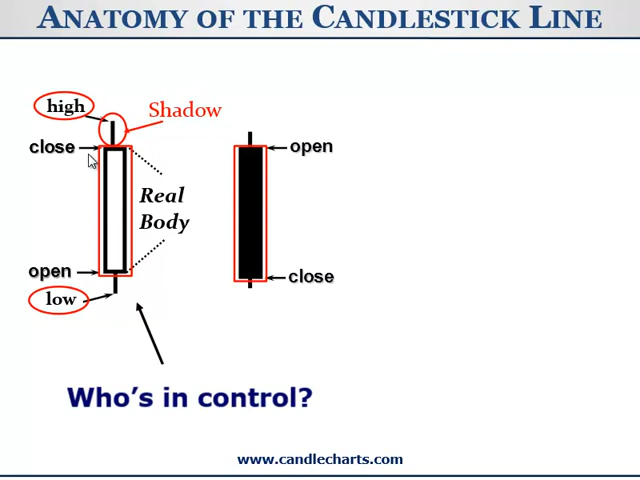 ANATOMY OF THE CANDLESTICK LINE
high
Shadow
close
open
Real
Body
open
close
low
Who's in control?
www.candlecharts.com